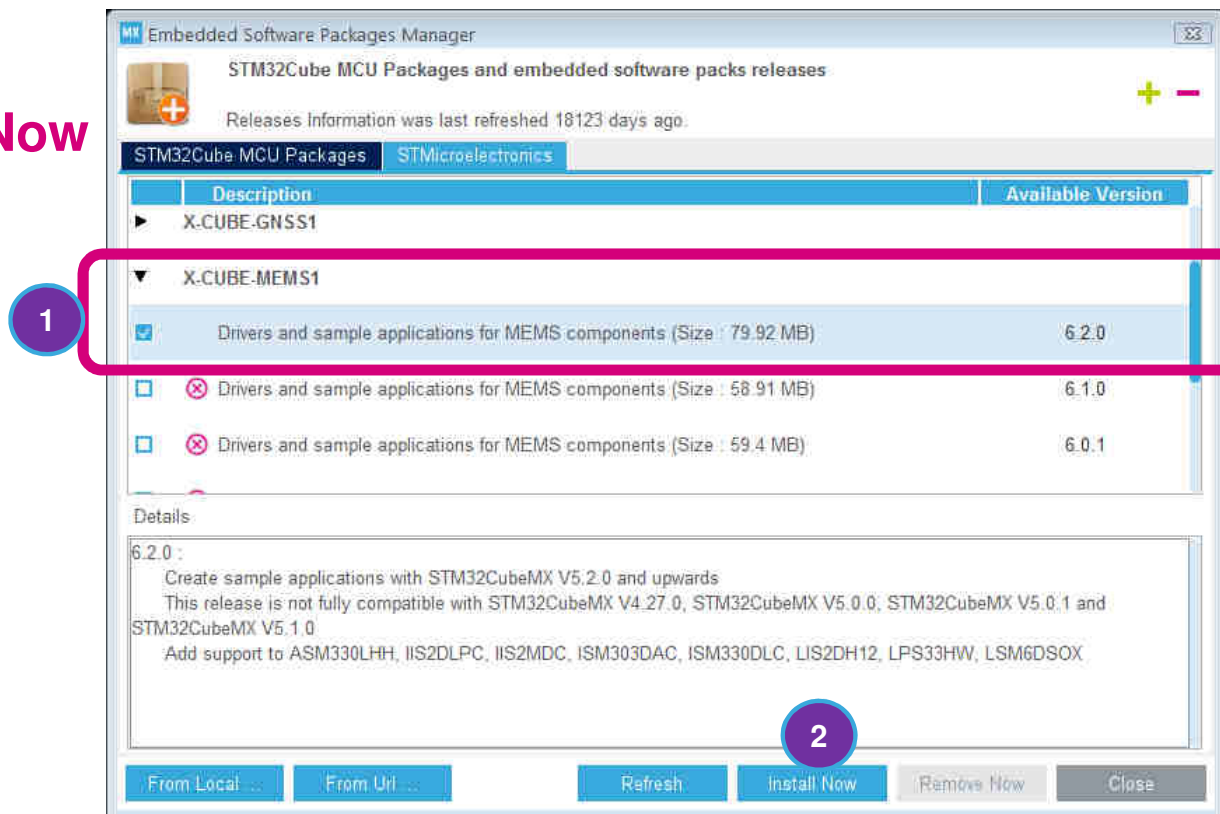 MX Embedded Software Packages Manager
STM32Cube MCU Packages and embedded software packs releases
Releases Information was last refreshed 18123 days ago.
Now
STM32Cube MCU Packages STMicroelectronics
Description Available Version
X-CUBE-GNSS1
X-CUBE-MEMS1
1
Drivers and sample applications for MEMS components (Size : 79.92 MB) 6.2.0
Drivers and sample applications for MEMS components (Size : 58.91 MB) 6.1.0
Drivers and sample applications for MEMS components (Size : 59.4 MB) 6.0.1
Details
6.2.0 :
Create sample applications with STM32CubeMX V5.2.0 and upwards
This release is not fully compatible with STM32CubeMX V4.27.0, STM32CubeMX V5.0.0, STM32CubeMX V5.0.1 and
STM32CubeMX V5.1.0
Add support to ASM330LHH, IIS2DLPC, IIS2MDC, ISM303DAC, ISM330DLC, LIS2DH12, LPS33HW, LSM6DSOX
2
From Local ... From Url ... Refresh Install Now Remove Now Close